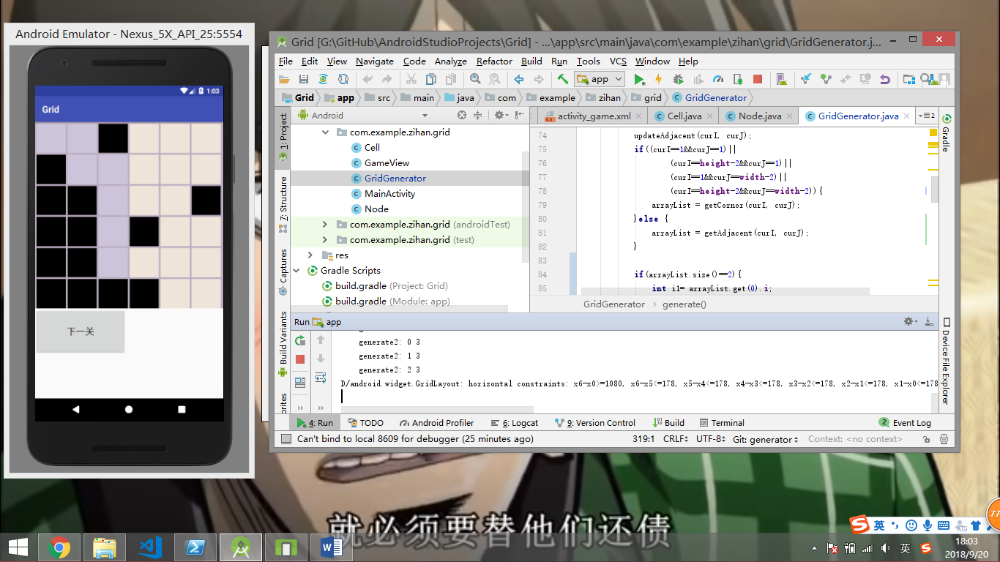 Android Emulator - Nexus_5X_API_25:5554
1:03
Grid
下一关
Grid [G:\GitHub\AndroidStudioProjects\Grid] - ...\app\src\main\java\com\example\zihan\grid\GridGenerator.j...
File Edit View Navigate Code Analyze Refactor Build Run Tools VCS Window Help
app
Grid app src main java com example zihan grid GridGenerator
1: Project
7: Structure
Captures
Build Variants
Android
com.example.zihan.grid
Cell
GameView
GridGenerator
MainActivity
Node
com.example.zihan.grid (androidTest)
com.example.zihan.grid (test)
res
Gradle Scripts
build.gradle (Project: Grid)
build.gradle (Module: app)
activity_game.xml Cell.java Node.java GridGenerator.java 2
74 updateAdjacent(curI, curJ);
75 if((curI==1&&curJ==1)||
76 (curI==height-2&&curJ==1)||
77 (curI==1&&curJ==width-2)||
78 (curI==height-2&&curJ==width-2)){
79 arrayList = getCornor(curI, curJ);
80 }else {
81 arrayList = getAdjacent(curI, curJ);
82 }
83
84 if(arrayList.size()==2){
85 int i1= arrayList.get(0).i;
GridGenerator generate()
Gradle
Device File Explorer
Run app
generate2: 0 3
generate2: 1 3
generate2: 2 3
D/android.widget.GridLayout: horizontal constraints: x6-x0>=1080, x6-x5<=178, x5-x4<=178, x4-x3<=178, x3-x2<=178, x2-x1<=178, x1-x0<=178
4: Run TODO Android Profiler 6: Logcat 9: Version Control Build Terminal 2 Event Log
Can't bind to local 8609 for debugger (25 minutes ago) 319:1 CRLF UTF-8 Git: generator Context: <no context>
就必须要替他们还债
77
英
英
18:03
2018/9/20